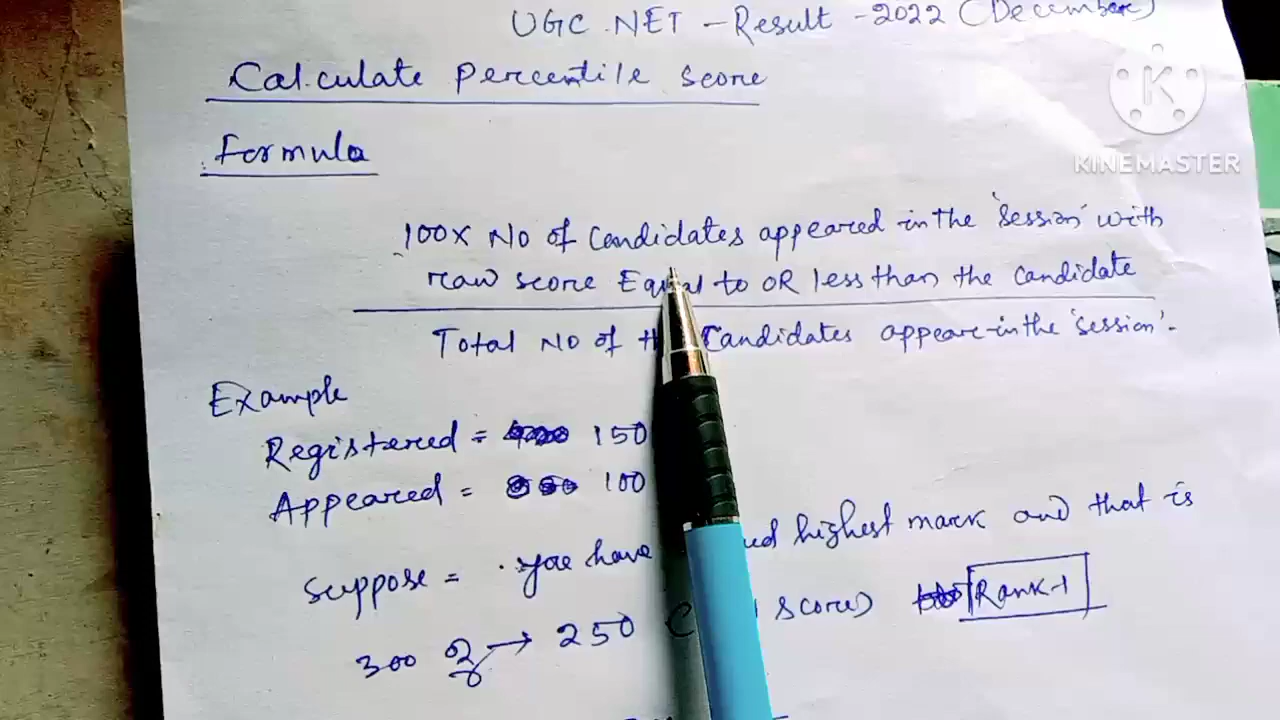 UGC NET - Result - 2022 (December)
Calculate Percentile score
K
KINEMASTER
Formula
100x No of Candidates appeared in the 'session' with
raw score Equal to OR less than the Candidate
Total No of Candidates appear in the 'session'.
Example
Registered = 150
Appeared = 100
Suppose = you have highest mark and that is
300 → 250 scores Rank-1